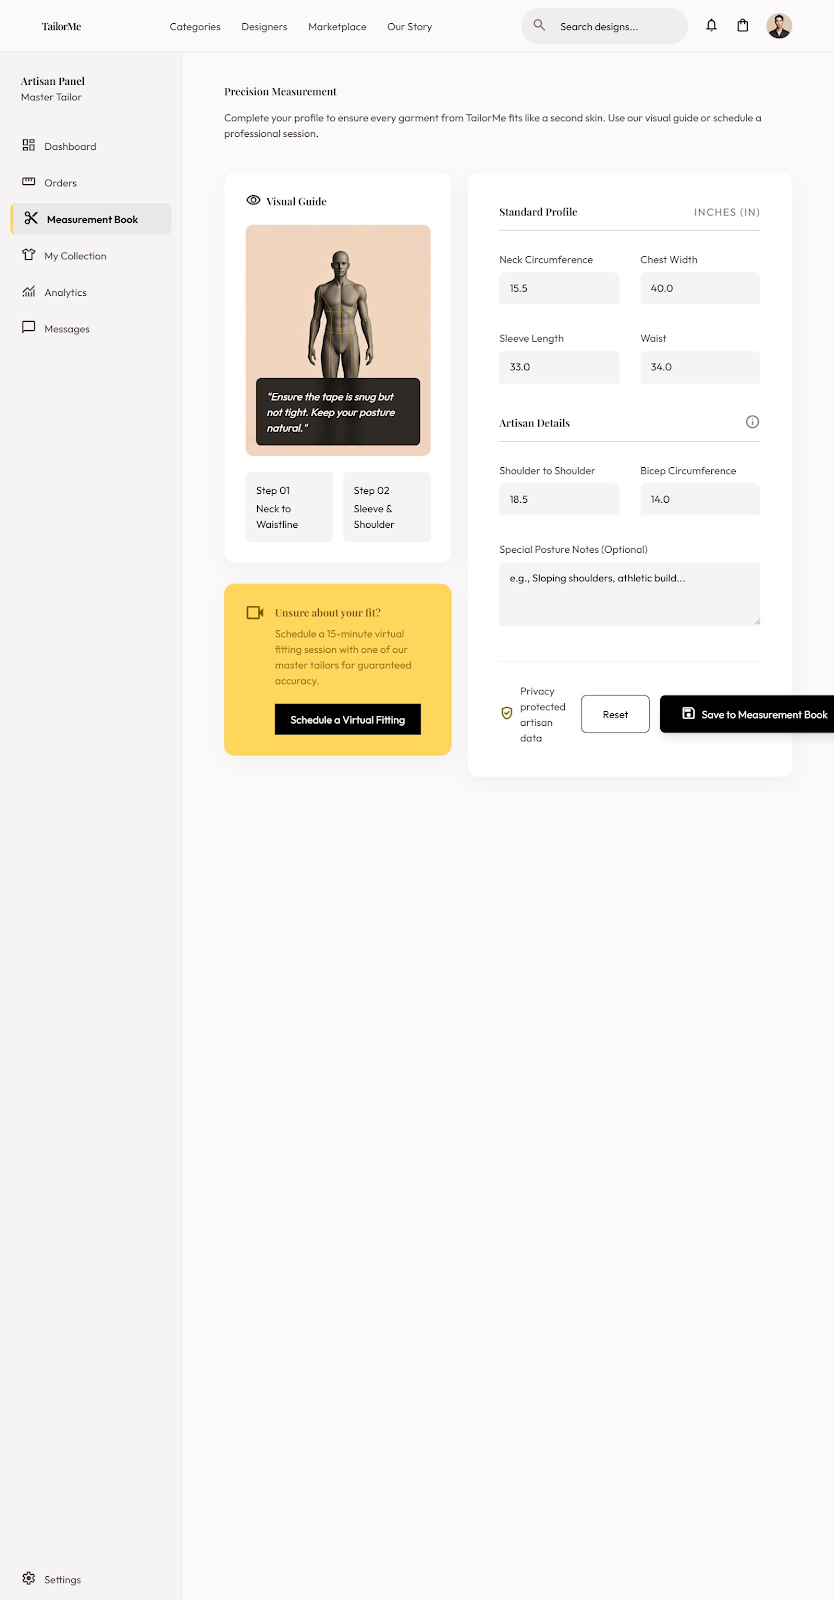 TailorMe
Categories
Designers
Marketplace
Our Story
Search designs...
Artisan Panel
Master Tailor
Dashboard
Orders
Measurement Book
My Collection
Analytics
Messages
Settings
Precision Measurement
Complete your profile to ensure every garment from TailorMe fits like a second skin. Use our visual guide or schedule a
professional session.
Visual Guide
"Ensure the tape is snug but
not tight. Keep your posture
natural."
Step 01
Neck to
Waistline
Step 02
Sleeve &
Shoulder
Unsure about your fit?
Schedule a 15-minute virtual
fitting session with one of our
master tailors for guaranteed
accuracy.
Schedule a Virtual Fitting
Standard Profile
INCHES (IN)
Neck Circumference
15.5
Chest Width
40.0
Sleeve Length
33.0
Waist
34.0
Artisan Details
Shoulder to Shoulder
18.5
Bicep Circumference
14.0
Special Posture Notes (Optional)
e.g., Sloping shoulders, athletic build...
Privacy
protected
artisan
data
Reset
Save to Measurement Book